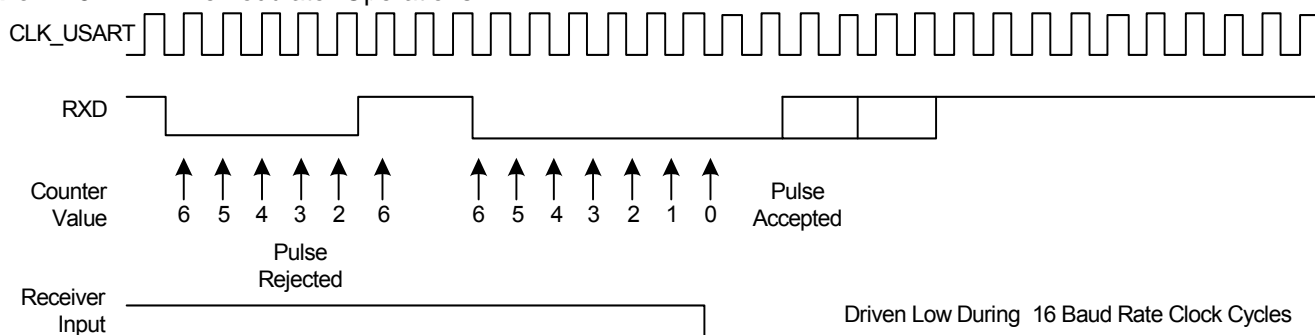 CLK_USART
RXD
Counter
Value
6 5 4 3 2 6 6 5 4 3 2 1 0
Pulse
Accepted
Pulse
Rejected
Receiver
Input
Driven Low During 16 Baud Rate Clock Cycles